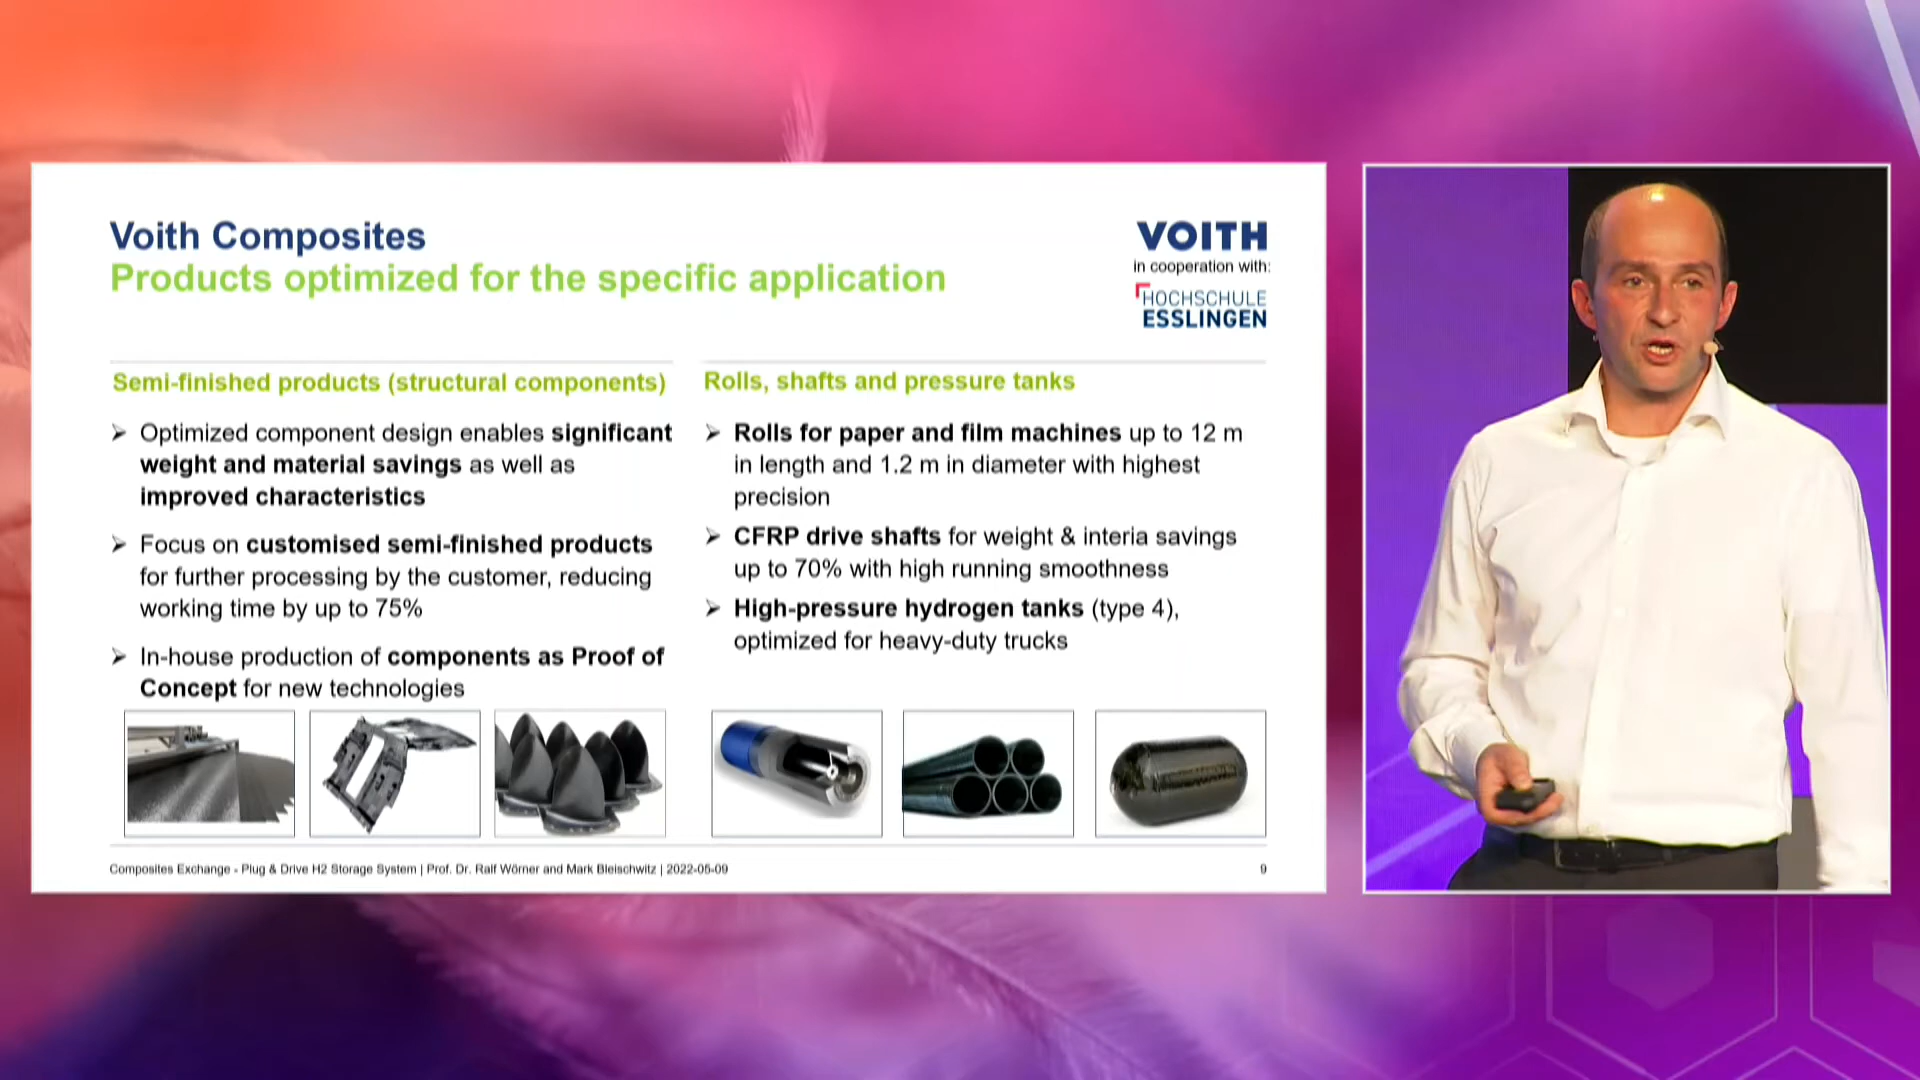 Voith Composites
Products optimized for the specific application
VOITH
in cooperation with:
HOCHSCHULE
ESSLINGEN
Semi-finished products (structural components)
➢ Optimized component design enables significant
weight and material savings as well as
improved characteristics
➢ Focus on customised semi-finished products
for further processing by the customer, reducing
working time by up to 75%
➢ In-house production of components as Proof of
Concept for new technologies
Rolls, shafts and pressure tanks
➢ Rolls for paper and film machines up to 12 m
in length and 1.2 m in diameter with highest
precision
➢ CFRP drive shafts for weight & interia savings
up to 70% with high running smoothness
➢ High-pressure hydrogen tanks (type 4),
optimized for heavy-duty trucks
Composites Exchange - Plug & Drive H2 Storage System | Prof. Dr. Ralf Wörner and Mark Bleischwitz | 2022-05-09
9